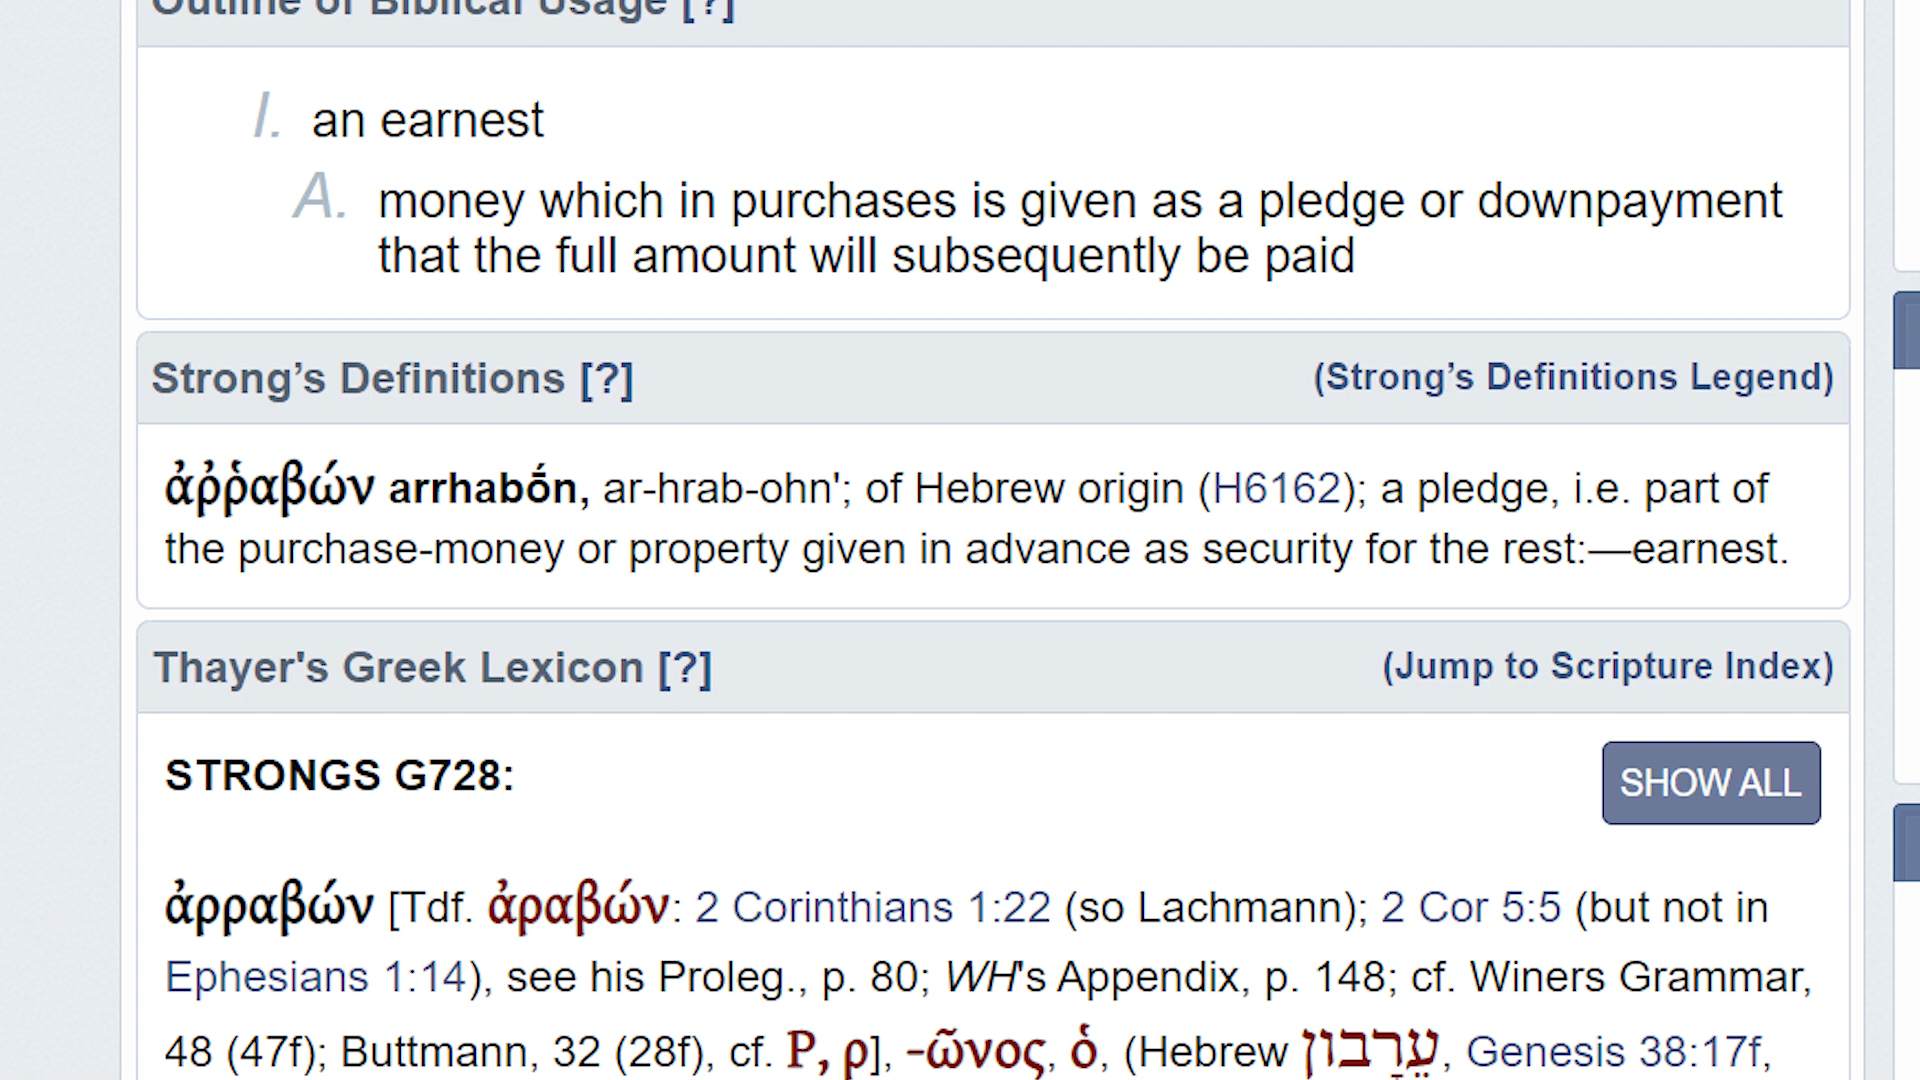 Outline of Biblical Usage [?]
I. an earnest
A. money which in purchases is given as a pledge or downpayment
that the full amount will subsequently be paid
Strong’s Definitions [?] (Strong’s Definitions Legend)
ἀῤῥαβών arrhabṓn, ar-hrab-ohn'; of Hebrew origin (H6162); a pledge, i.e. part of
the purchase-money or property given in advance as security for the rest:—earnest.
Thayer's Greek Lexicon [?] (Jump to Scripture Index)
STRONGS G728:
SHOW ALL
ἀρραβών [Tdf. ἀραβών: 2 Corinthians 1:22 (so Lachmann); 2 Cor 5:5 (but not in
Ephesians 1:14), see his Proleg., p. 80; WH's Appendix, p. 148; cf. Winers Grammar,
48 (47f); Buttmann, 32 (28f), cf. Ρ, ρ], -ῶνος, ὁ, (Hebrew עֵרָבוןּ, Genesis 38:17f,